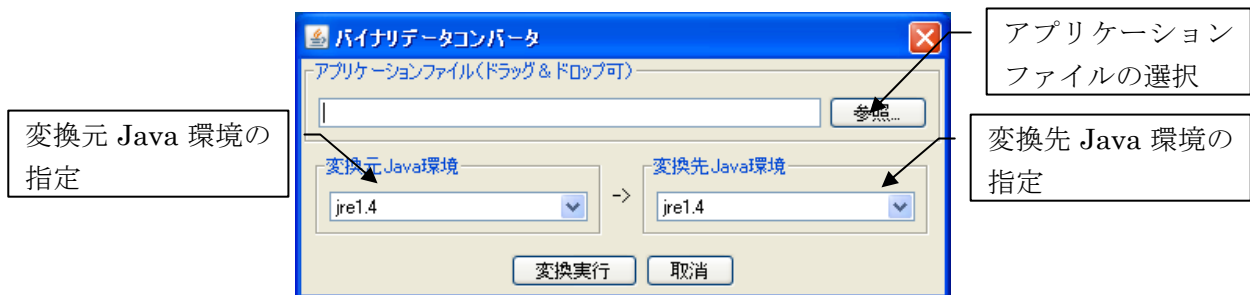 バイナリデータコンバータ
アプリケーション
ファイルの選択
アプリケーションファイル(ドラッグ&ドロップ可)
参照...
変換元 Java 環境の
指定
変換先 Java 環境の
指定
変換元Java環境
変換先Java環境
jre1.4
->
jre1.4
変換実行
取消